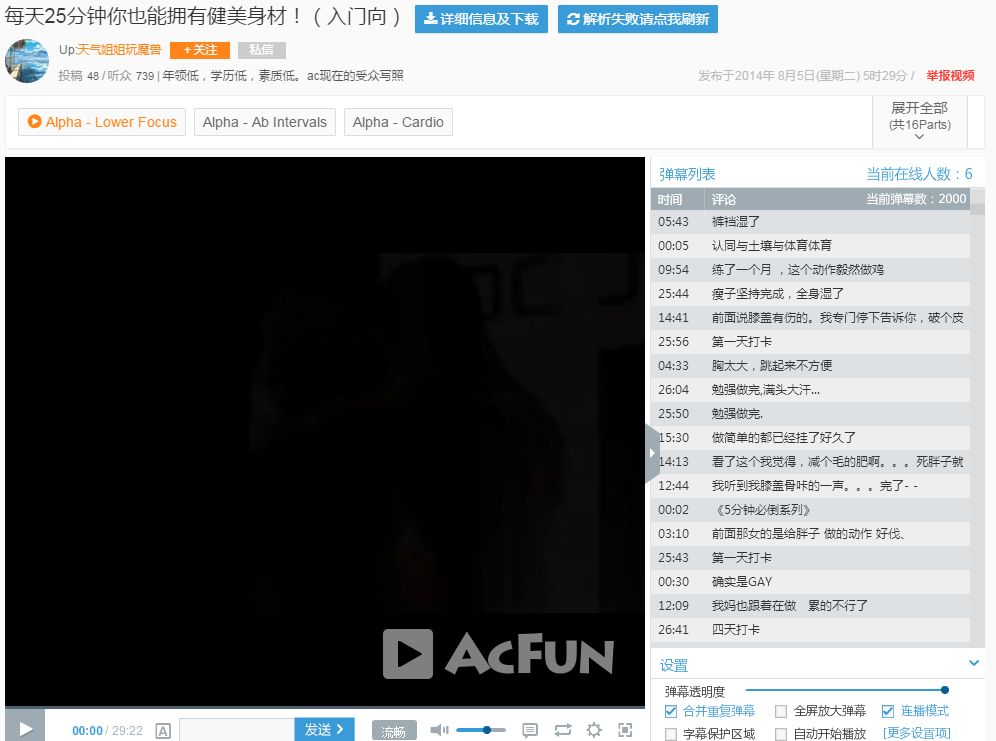 每天25分钟你也能拥有健美身材！（入门向） 详细信息及下载 解析失败请点我刷新
Up:天气姐姐玩魔兽 +关注 私信
投稿 48 / 听众 739 | 年领低，学历低，素质低。ac现在的受众写照 发布于2014年 8月5日(星期二) 5时29分 / 举报视频
Alpha - Lower Focus Alpha - Ab Intervals Alpha - Cardio 展开全部
(共16Parts)
弹幕列表 当前在线人数：6
时间 评论 当前弹幕数：2000
05:43 裤裆湿了
00:05 认同与土壤与体育体育
09:54 练了一个月 ，这个动作毅然做鸡
25:44 瘦子坚持完成，全身湿了
14:41 前面说膝盖有伤的。我专门停下告诉你，破个皮
25:56 第一天打卡
04:33 胸太大，跳起来不方便
26:04 勉强做完,满头大汗...
25:50 勉强做完.
15:30 做简单的都已经挂了好久了
14:13 看了这个我觉得，减个毛的肥啊。。。死胖子就
12:44 我听到我膝盖骨咔的一声。。。完了- -
00:02 《5分钟必倒系列》
03:10 前面那女的是给胖子 做的动作 好伐、
25:43 第一天打卡
00:30 确实是GAY
12:09 我妈也跟着在做　累的不行了
26:41 四天打卡
ACFUN
设置
弹幕透明度
合并重复弹幕 全屏放大弹幕 连播模式
字幕保护区域 自动开始播放 [更多设置项]
00:00 / 29:22 A 发送 流畅